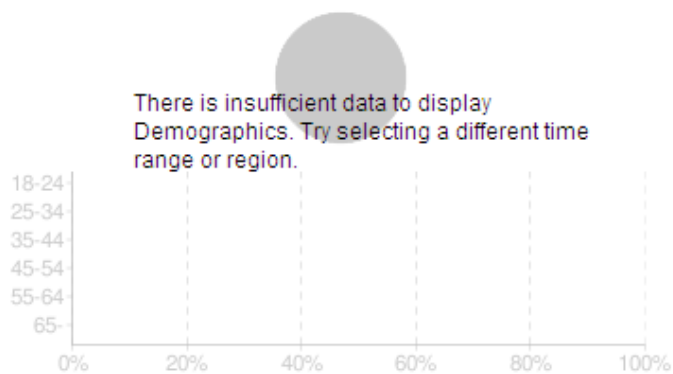 There is insufficient data to display
Demographics. Try selecting a different time
range or region.
18-24
25-34
35-44
45-54
55-64
65-
0% 20% 40% 60% 80% 100%